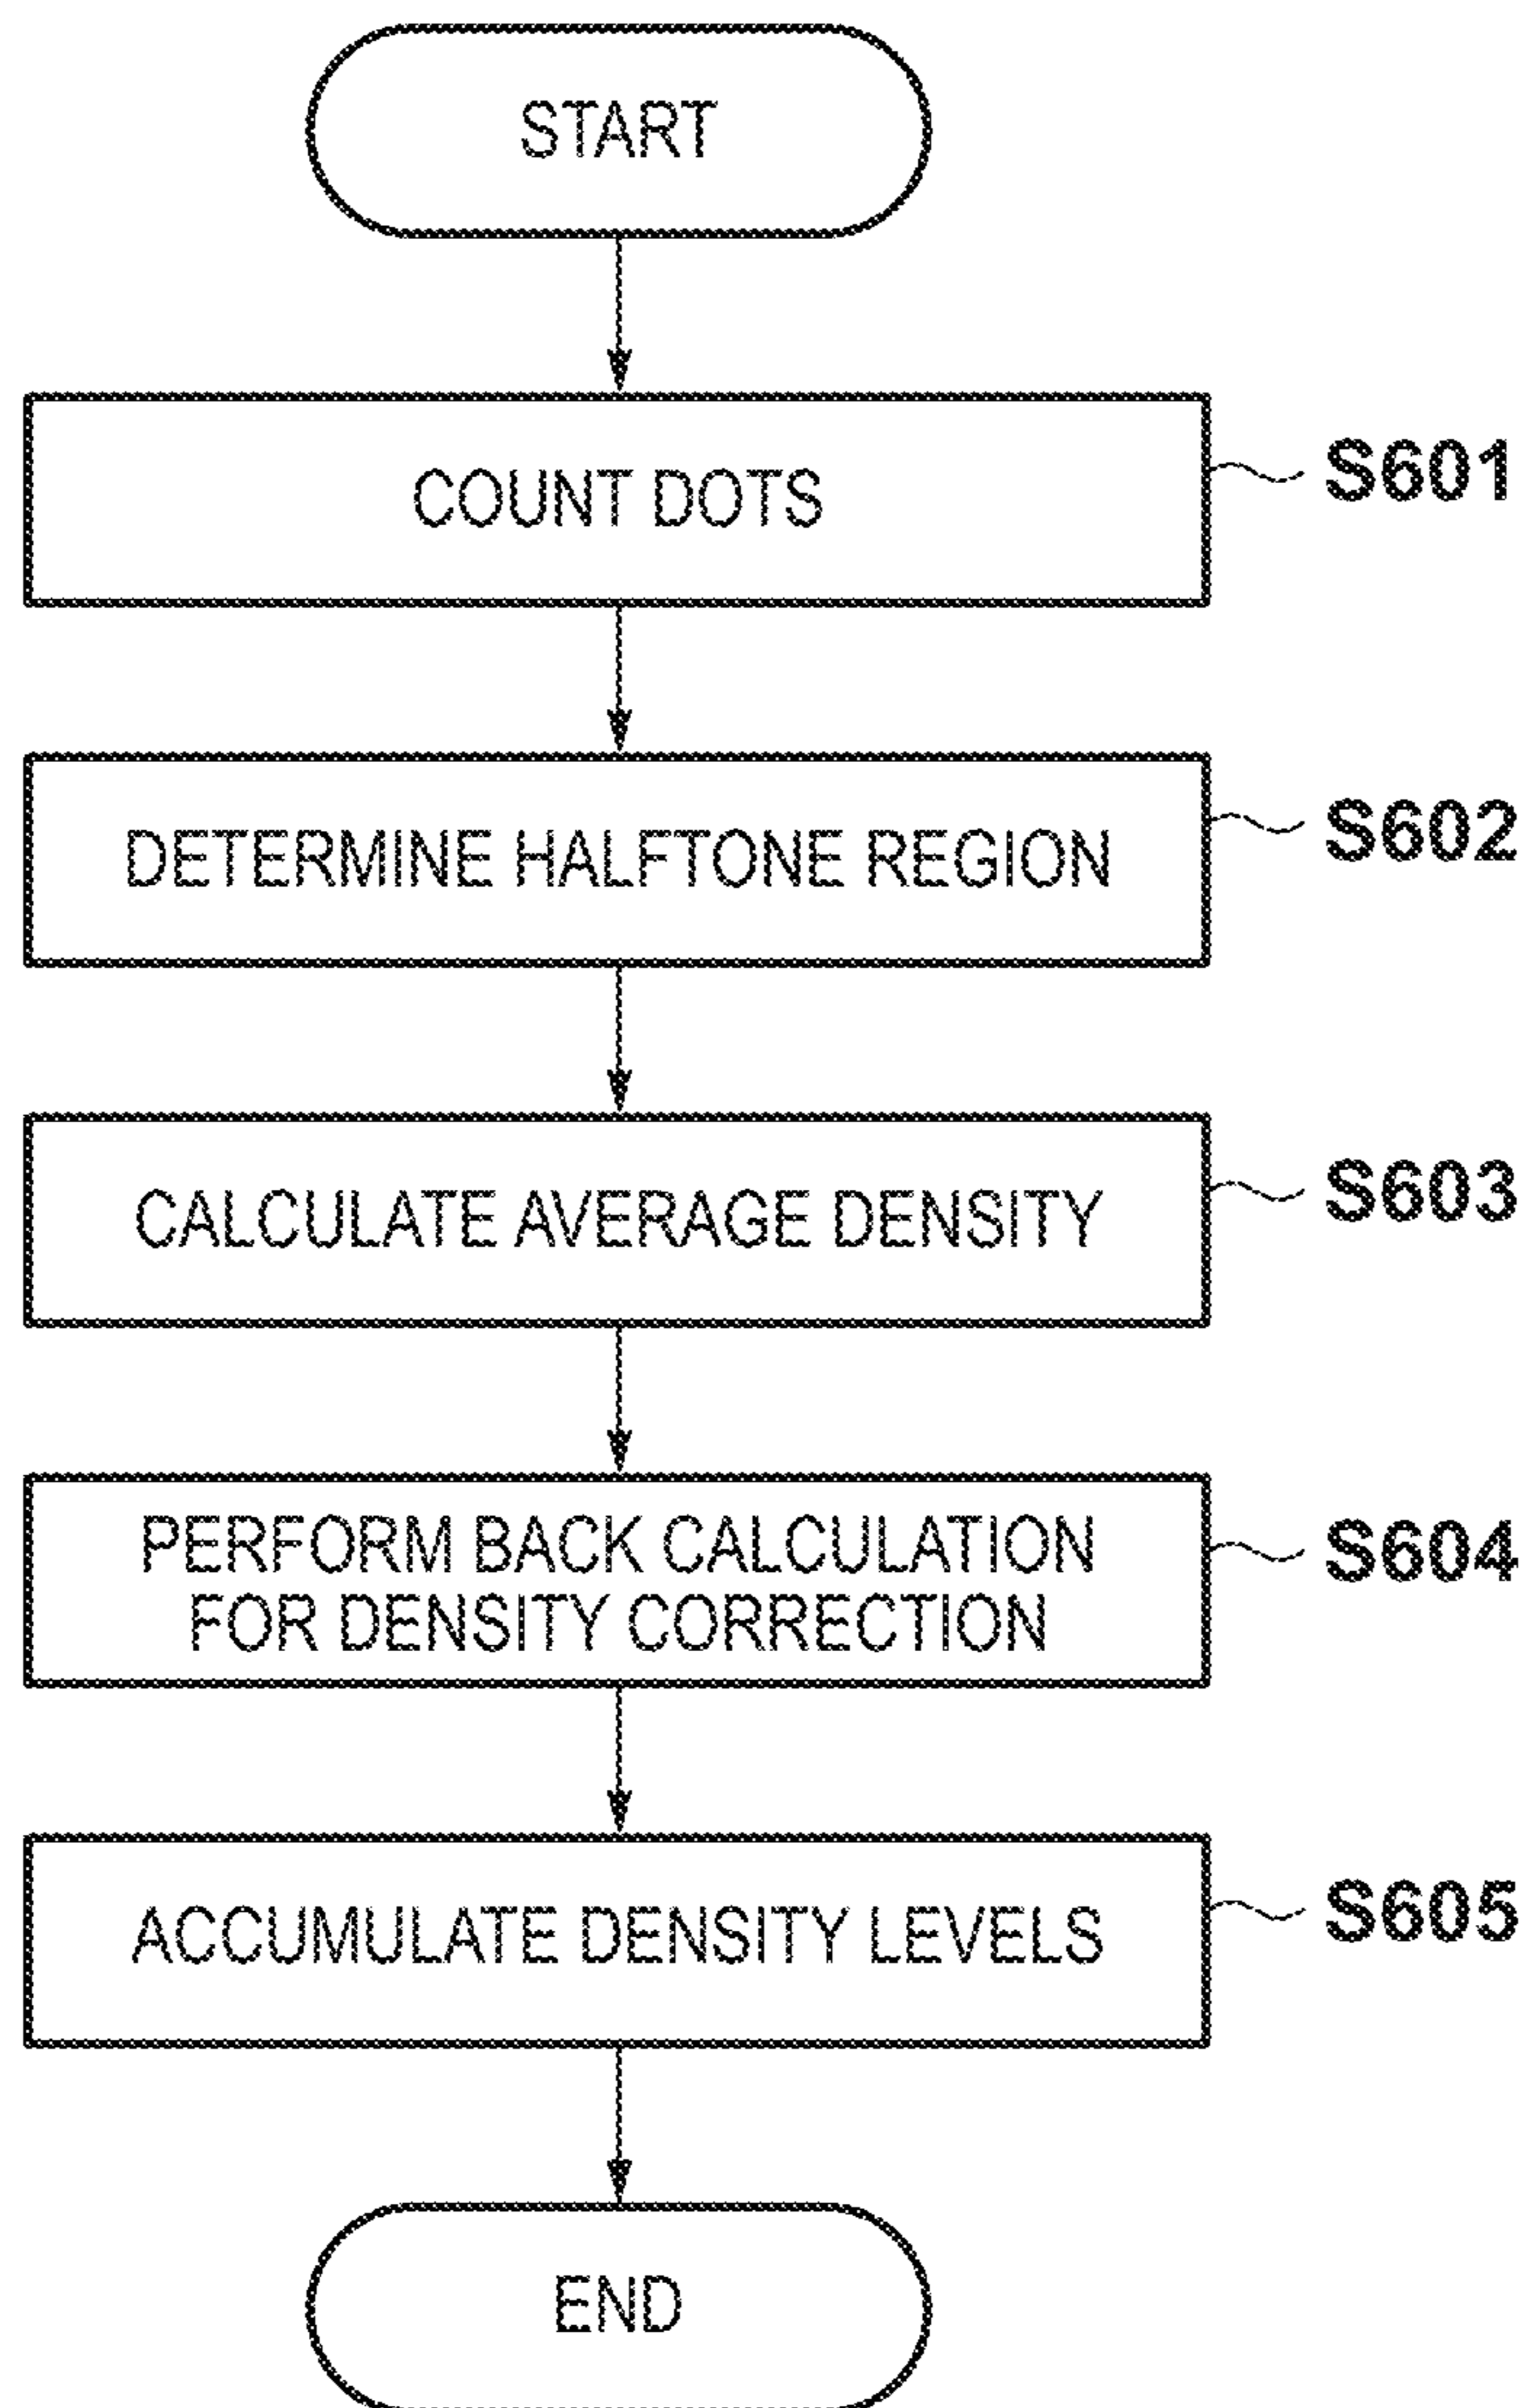 START
COUNT DOTS
S601
DETERMINE HALFTONE REGION
S602
CALCULATE AVERAGE DENSITY
S603
PERFORM BACK CALCULATION
FOR DENSITY CORRECTION
S604
ACCUMULATE DENSITY LEVELS
S605
END